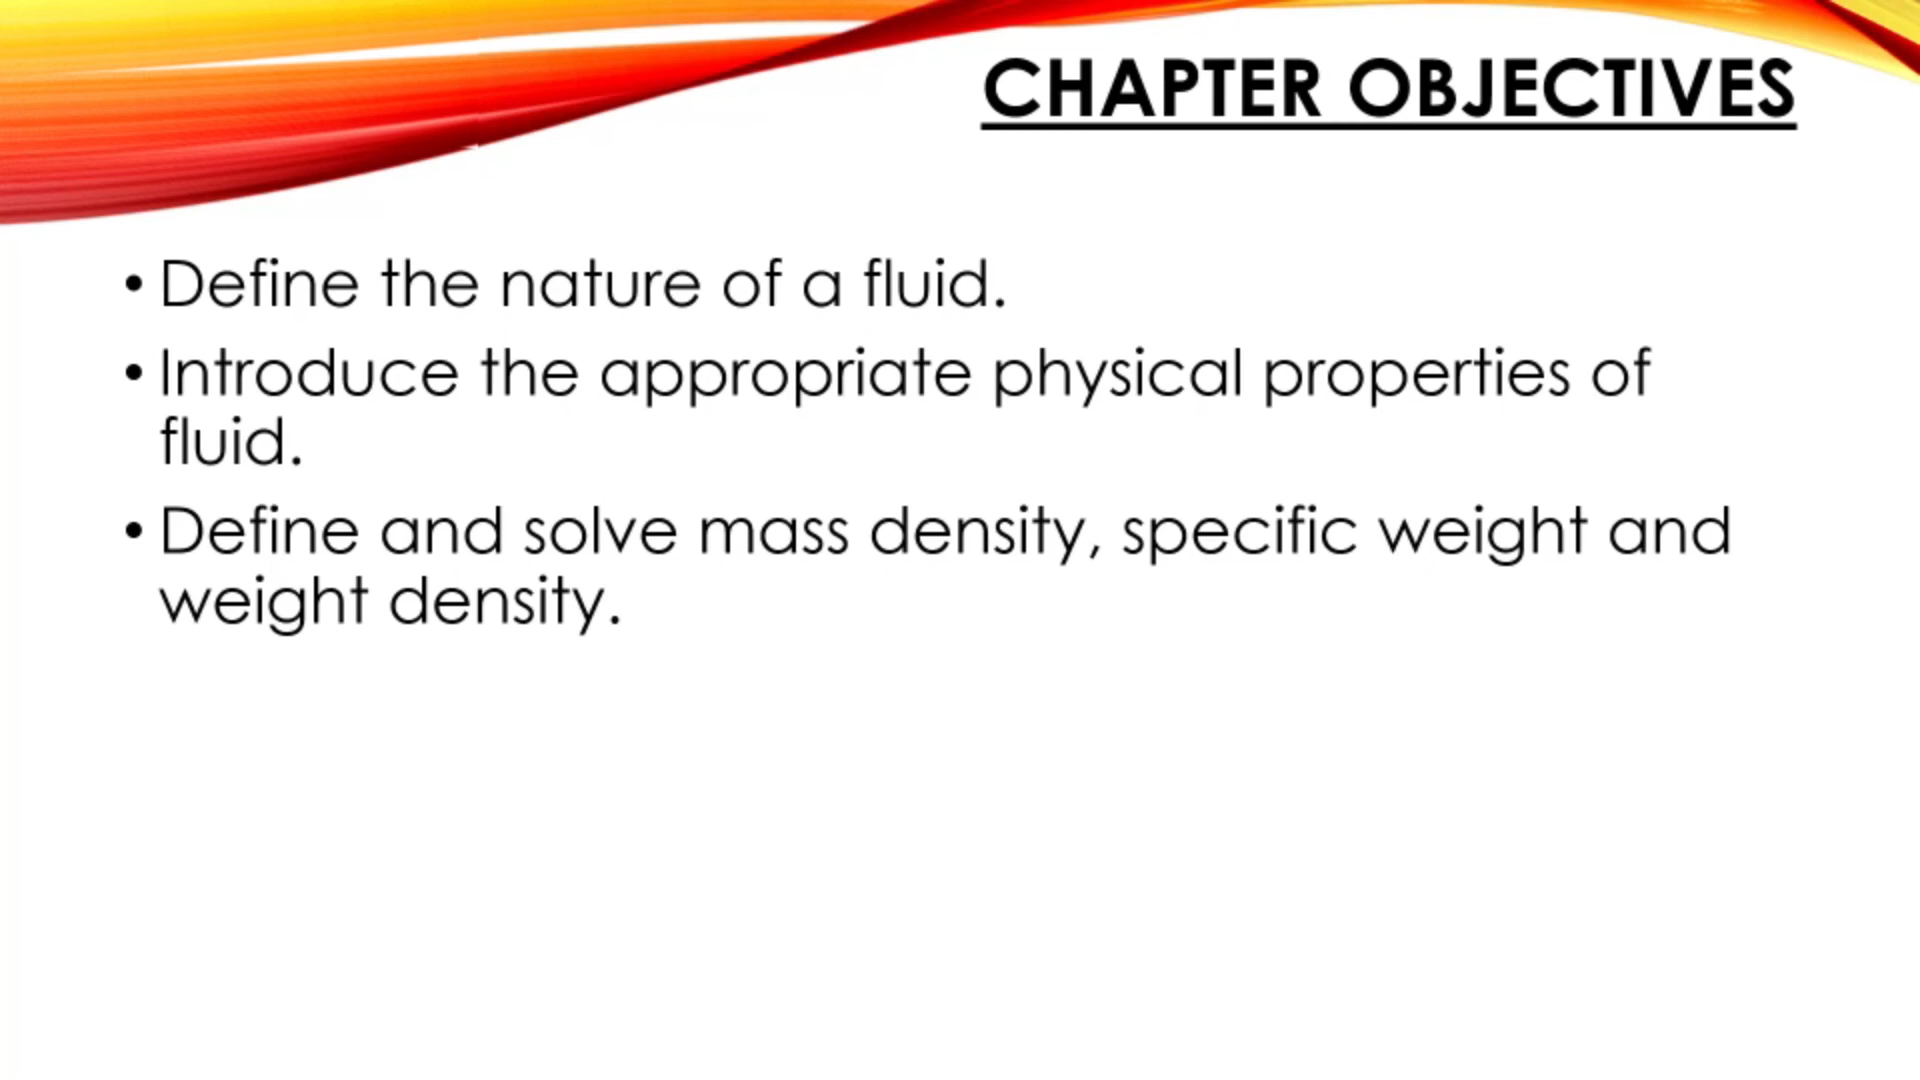 CHAPTER OBJECTIVES
• Define the nature of a fluid.
• Introduce the appropriate physical properties of
fluid.
• Define and solve mass density, specific weight and
weight density.